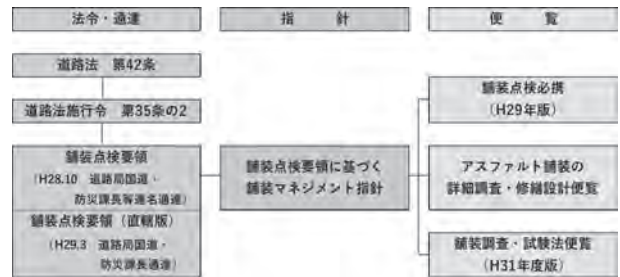 法令・通達
指　　針
便　　覧
道路法　第42条
道路法施行令　第35条の2
舗装点検要領
(H28.10　道路局国道・
防災課長等連名通達)
舗装点検要領(直轄版)
(H29.3　道路局国道・
防災課長通達)
舗装点検要領に基づく
舗装マネジメント指針
舗装点検必携
(H29年版)
アスファルト舗装の
詳細調査・修繕設計便覧
舗装調査・試験法便覧
(H31年度版)